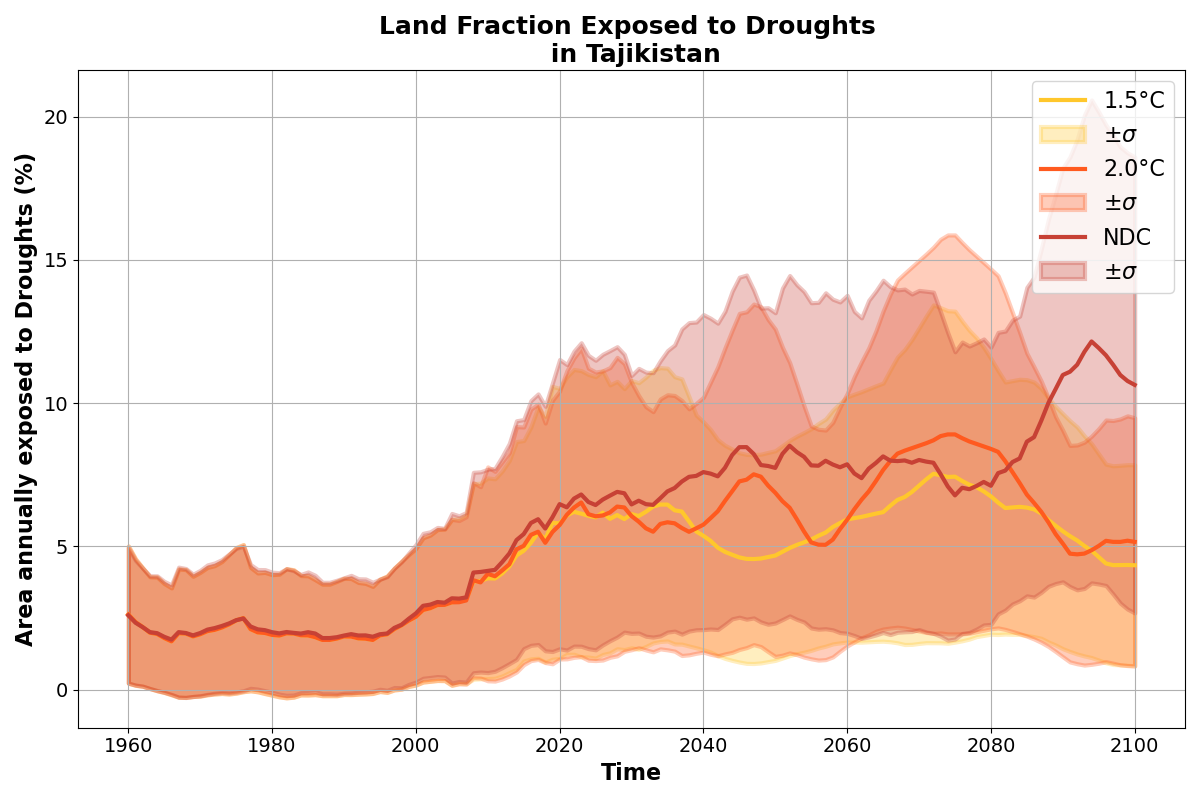 Land Fraction Exposed to Droughts
in Tajikistan
Area annually exposed to Droughts (%)
20
15
10
5
0
1960 1980 2000 2020 2040 2060 2080 2100
Time
1.5°C
±σ
2.0°C
±σ
NDC
±σ